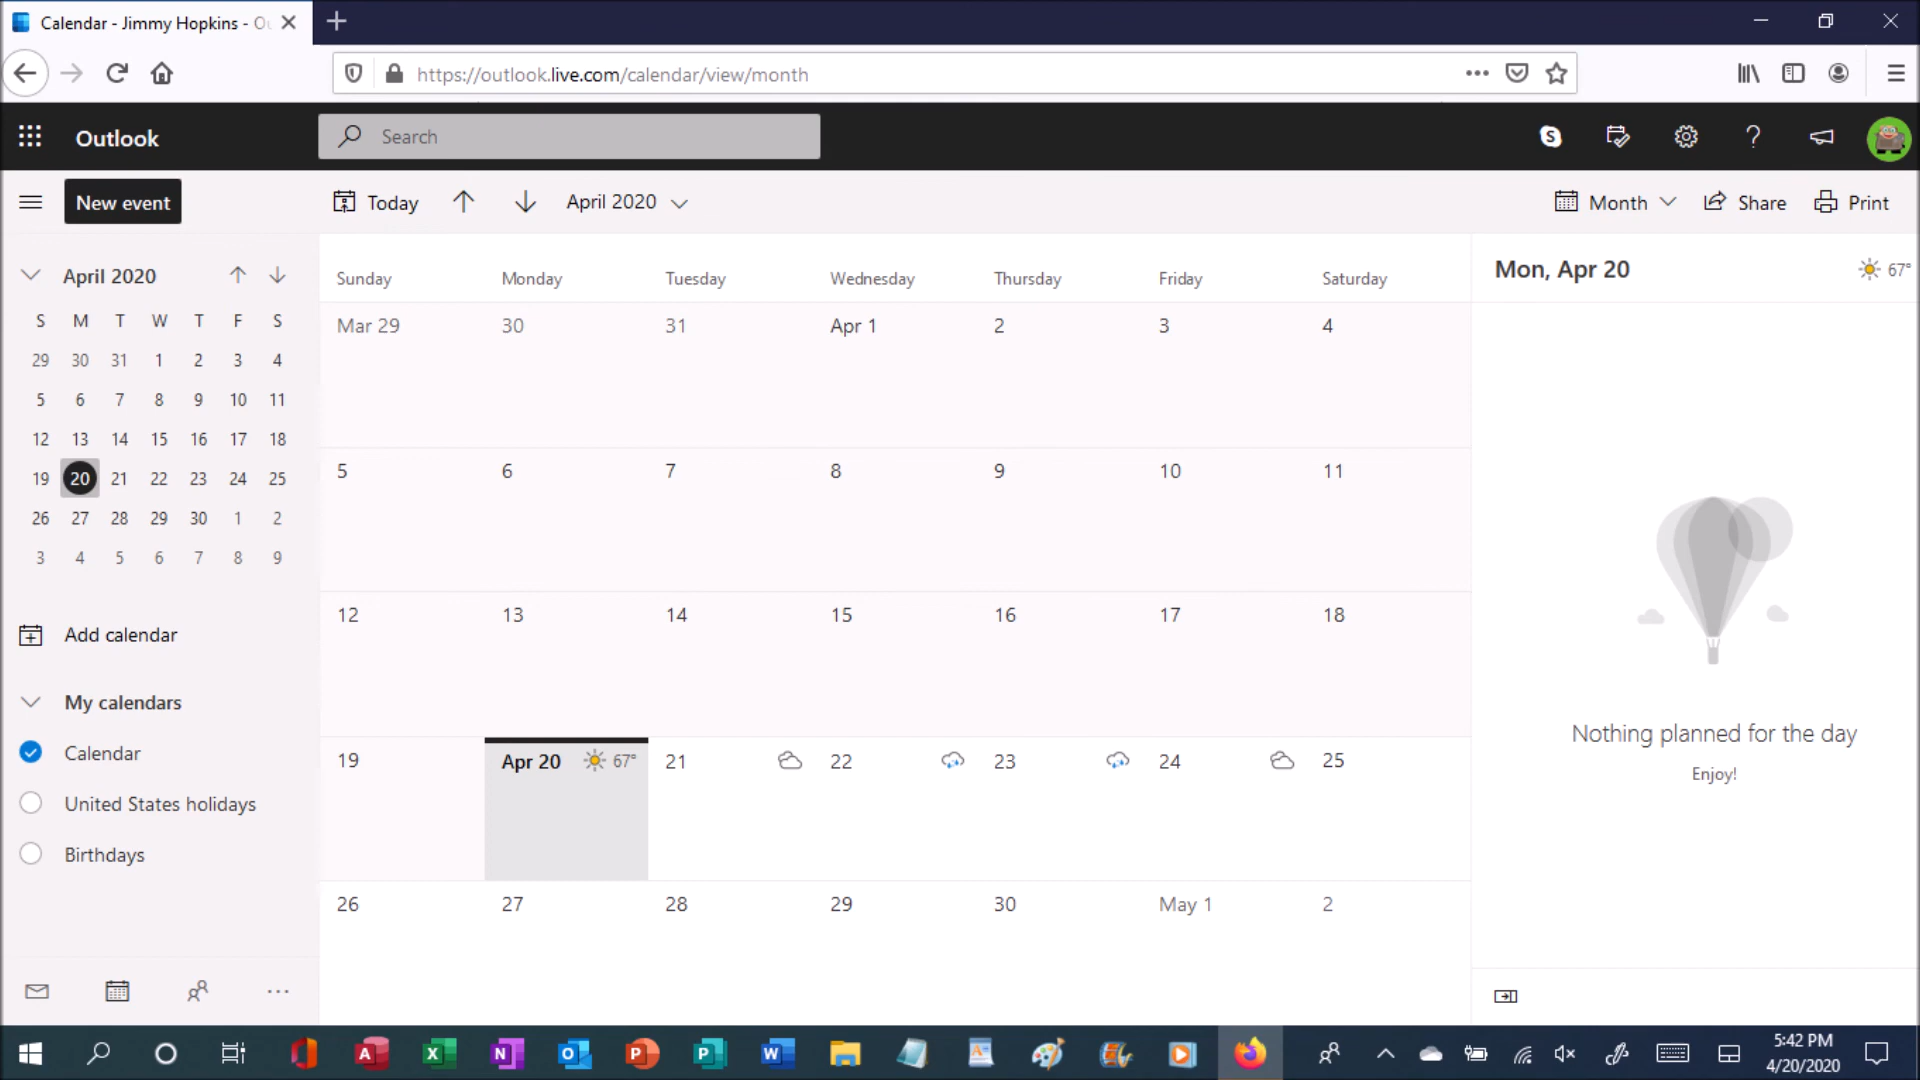 Calendar - Jimmy Hopkins - Ou
https://outlook.live.com/calendar/view/month
Outlook
Search
New event
Today
April 2020
Month
Share
Print
April 2020
S M T W T F S
29 30 31 1 2 3 4
5 6 7 8 9 10 11
12 13 14 15 16 17 18
19 20 21 22 23 24 25
26 27 28 29 30 1 2
3 4 5 6 7 8 9
Add calendar
My calendars
Calendar
United States holidays
Birthdays
Sunday Monday Tuesday Wednesday Thursday Friday Saturday
Mar 29 30 31 Apr 1 2 3 4
5 6 7 8 9 10 11
12 13 14 15 16 17 18
19 Apr 20 67° 21 22 23 24 25
26 27 28 29 30 May 1 2
Mon, Apr 20 67°
Nothing planned for the day
Enjoy!
5:42 PM
4/20/2020